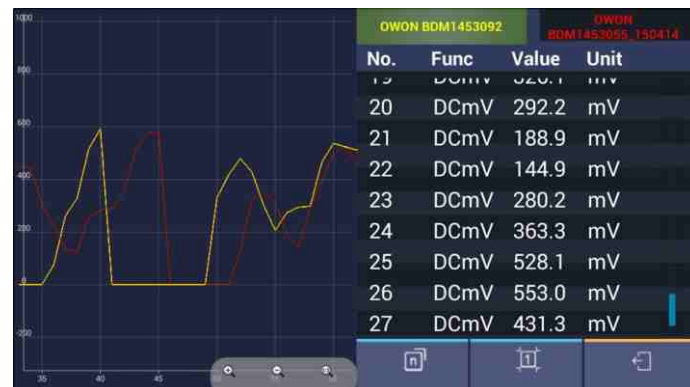 1000
800
600
400
200
0
-200
35
40
45
OWON BDM1453092
OWON
BDM1453055_150414
No. Func Value Unit
20 DCmV 292.2 mV
21 DCmV 188.9 mV
22 DCmV 144.9 mV
23 DCmV 280.2 mV
24 DCmV 363.3 mV
25 DCmV 528.1 mV
26 DCmV 553.0 mV
27 DCmV 431.3 mV
n
1